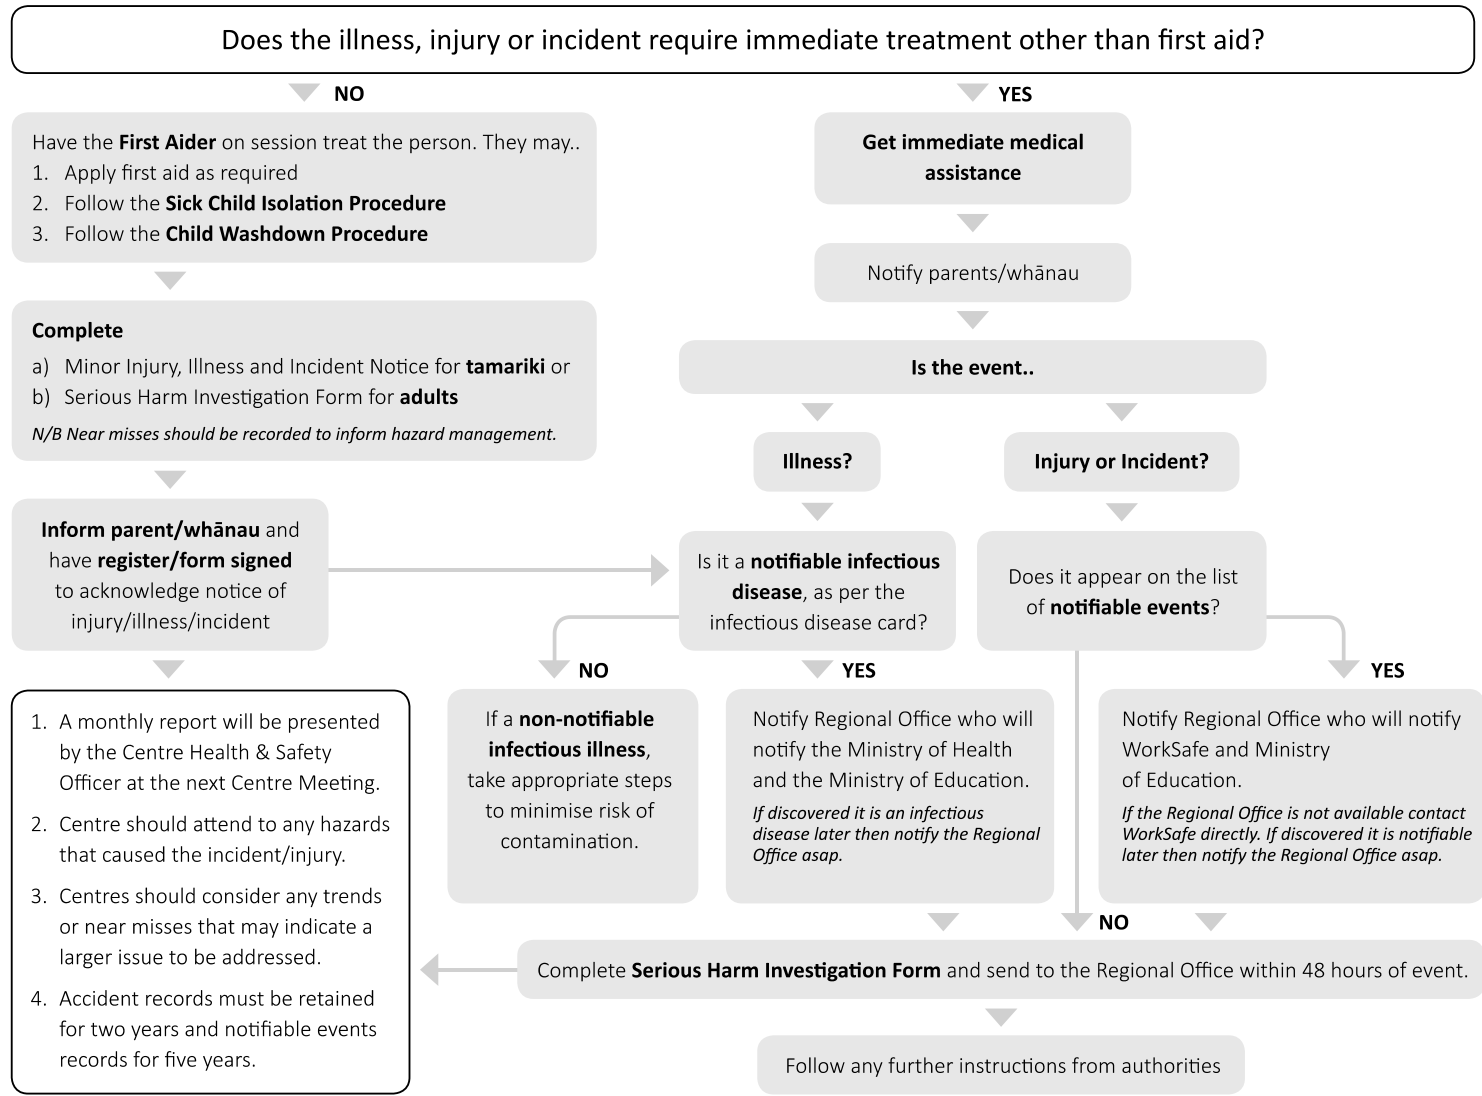 Does the illness, injury or incident require immediate treatment other than first aid?
NO
Have the First Aider on session treat the person. They may..
1. Apply first aid as required
2. Follow the Sick Child Isolation Procedure
3. Follow the Child Washdown Procedure
Complete
a) Minor Injury, Illness and Incident Notice for tamariki or
b) Serious Harm Investigation Form for adults
N/B Near misses should be recorded to inform hazard management.
Inform parent/whānau and
have register/form signed
to acknowledge notice of
injury/illness/incident
YES
Get immediate medical
assistance
Notify parents/whānau
Is the event..
Illness?
Injury or Incident?
Is it a notifiable infectious
disease, as per the
infectious disease card?
Does it appear on the list
of notifiable events?
NO
If a non-notifiable
infectious illness,
take appropriate steps
to minimise risk of
contamination.
YES
Notify Regional Office who will
notify the Ministry of Health
and the Ministry of Education.
If discovered it is an infectious
disease later then notify the Regional
Office asap.
YES
Notify Regional Office who will notify
WorkSafe and Ministry
of Education.
If the Regional Office is not available contact
WorkSafe directly. If discovered it is notifiable
later then notify the Regional Office asap.
NO
Complete Serious Harm Investigation Form and send to the Regional Office within 48 hours of event.
Follow any further instructions from authorities
1. A monthly report will be presented
by the Centre Health & Safety
Officer at the next Centre Meeting.
2. Centre should attend to any hazards
that caused the incident/injury.
3. Centres should consider any trends
or near misses that may indicate a
larger issue to be addressed.
4. Accident records must be retained
for two years and notifiable events
records for five years.